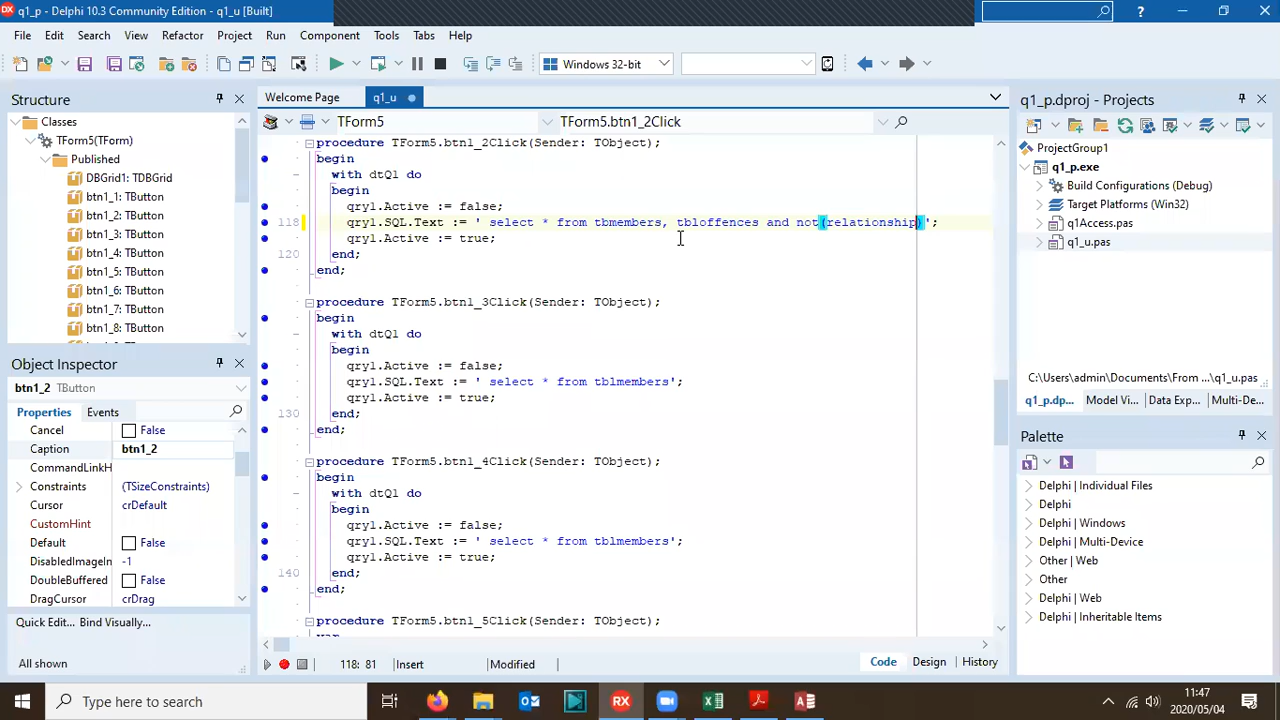 q1_p - Delphi 10.3 Community Edition - q1_u [Built]
File Edit Search View Refactor Project Run Component Tools Tabs Help
Windows 32-bit
Structure
Classes
TForm5(TForm)
Published
DBGrid1: TDBGrid
btn1_1: TButton
btn1_2: TButton
btn1_3: TButton
btn1_4: TButton
btn1_5: TButton
btn1_6: TButton
btn1_7: TButton
btn1_8: TButton
Object Inspector
btn1_2 TButton
Properties Events
Cancel False
Caption btn1_2
CommandLinkH
Constraints (TSizeConstraints)
Cursor crDefault
CustomHint
Default False
DisabledImageIn -1
DoubleBuffered False
DragCursor crDrag
Quick Edit... Bind Visually...
All shown
Welcome Page q1_u
TForm5 TForm5.btn1_2Click
procedure TForm5.btn1_2Click(Sender: TObject);
begin
with dtQ1 do
begin
qry1.Active := false;
118 qry1.SQL.Text := ' select * from tbmembers, tbloffences and not(relationship)';
qry1.Active := true;
120 end;
end;
procedure TForm5.btn1_3Click(Sender: TObject);
begin
with dtQ1 do
begin
qry1.Active := false;
qry1.SQL.Text := ' select * from tblmembers';
qry1.Active := true;
130 end;
end;
procedure TForm5.btn1_4Click(Sender: TObject);
begin
with dtQ1 do
begin
qry1.Active := false;
qry1.SQL.Text := ' select * from tblmembers';
qry1.Active := true;
140 end;
end;
procedure TForm5.btn1_5Click(Sender: TObject);
var
118: 81 Insert Modified Code Design History
q1_p.dproj - Projects
ProjectGroup1
q1_p.exe
Build Configurations (Debug)
Target Platforms (Win32)
q1Access.pas
q1_u.pas
C:\Users\admin\Documents\From ...\q1_u.pas
q1_p.dp... Model Vi... Data Exp... Multi-De...
Palette
Delphi | Individual Files
Delphi
Delphi | Windows
Delphi | Multi-Device
Other | Web
Other
Delphi | Web
Other | Inheritable Items
Type here to search
11:47
2020/05/04